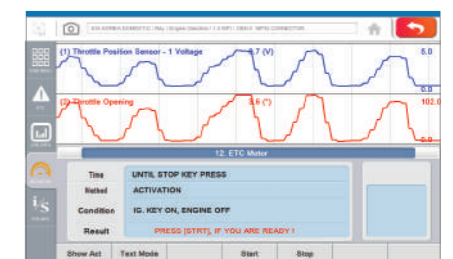 (1) Throttle Position Sensor - 1 Voltage
(V)
5.0
0.0
(2) Throttle Opening
3.6 (°)
102.0
12. ETC Motor
Time UNTIL STOP KEY PRESS
Method ACTIVATION
Condition IG. KEY ON, ENGINE OFF
Result PRESS [STRT], IF YOU ARE READY !
Show Act Text Mode Start Stop